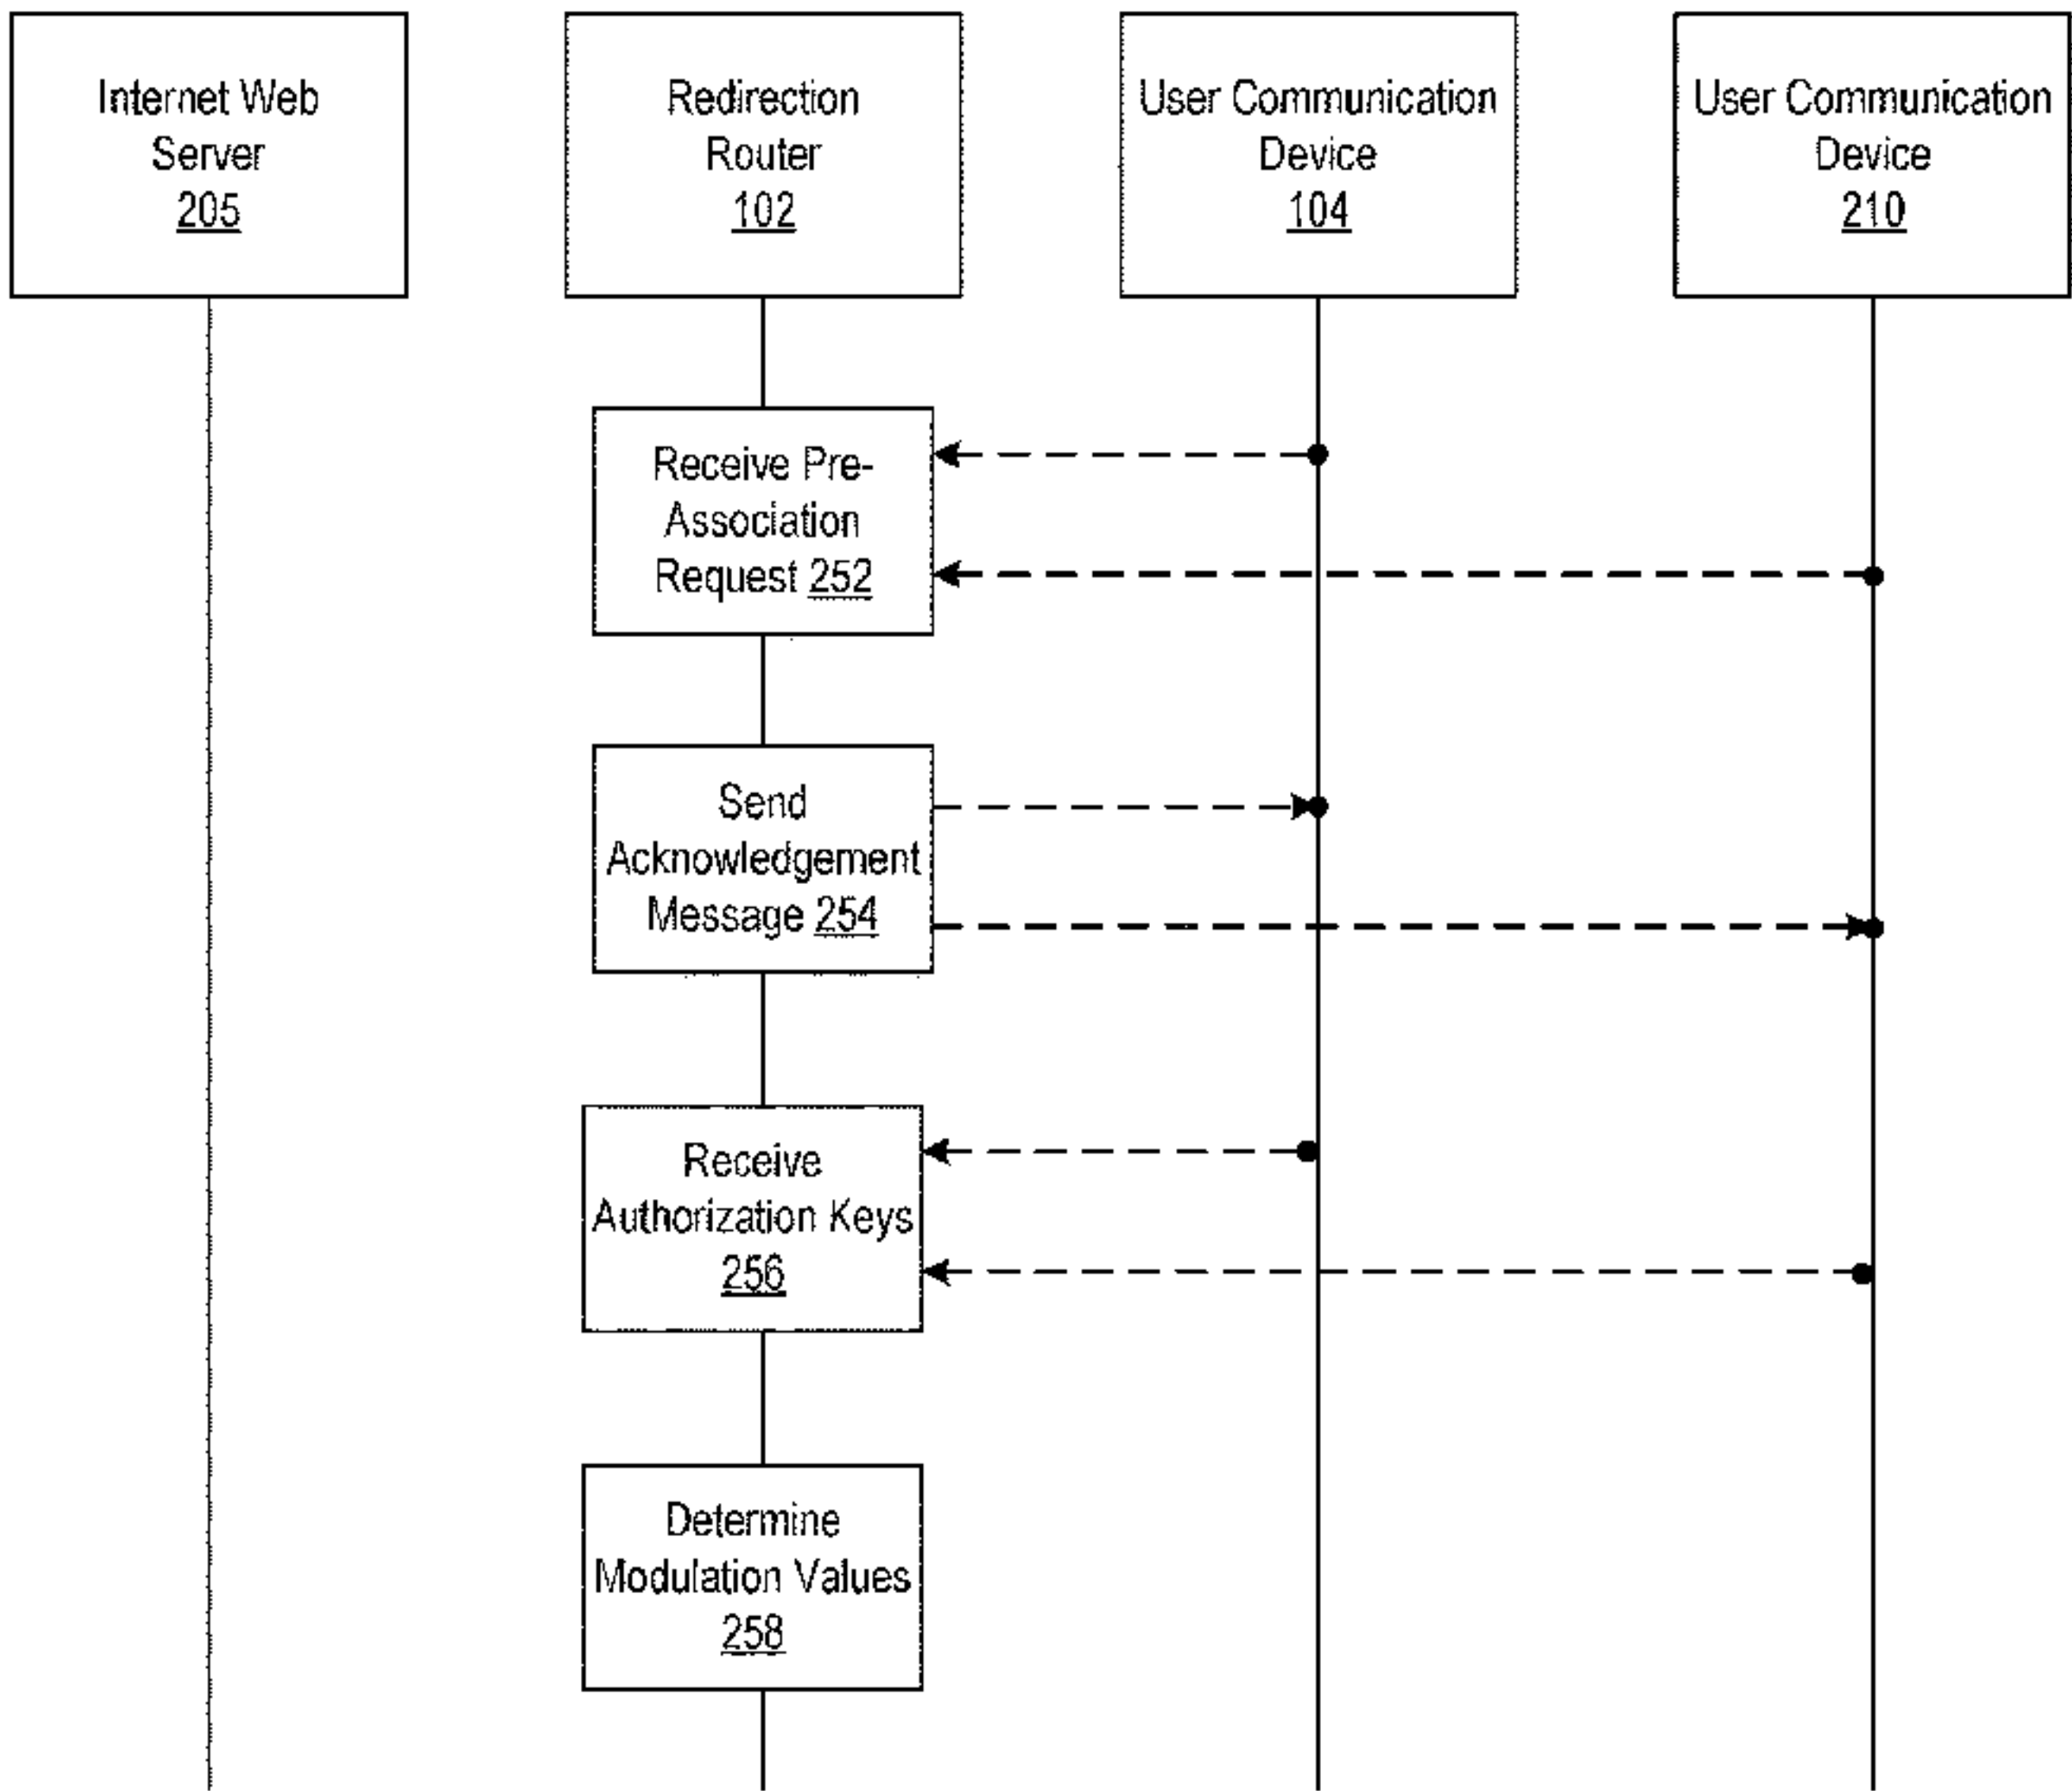 Internet Web
Server
205
Redirection
Router
102
User Communication
Device
104
User Communication
Device
210
Receive Pre-
Association
Request 252
Send
Acknowledgement
Message 254
Receive
Authorization Keys
256
Determine
Modulation Values
258